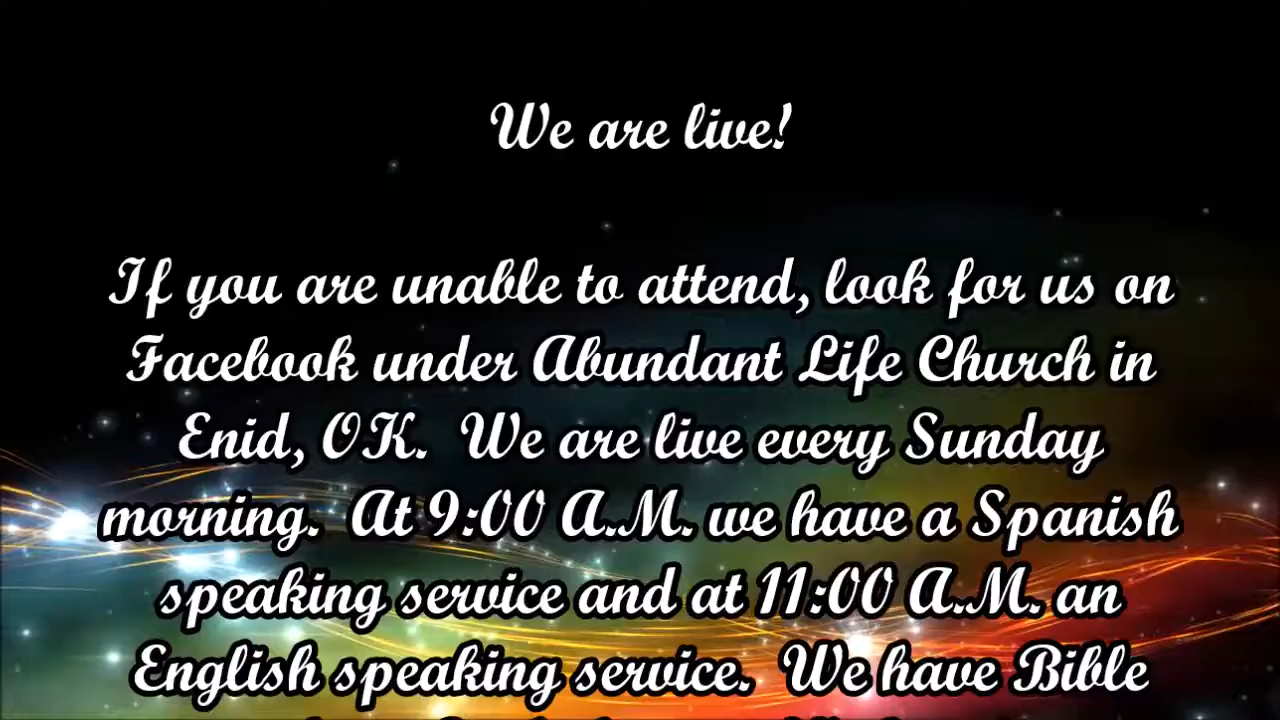 We are live!
If you are unable to attend, look for us on
Facebook under Abundant Life Church in
Enid, OK. We are live every Sunday
morning. At 9:00 A.M. we have a Spanish
speaking service and at 11:00 A.M. an
English speaking service. We have Bible